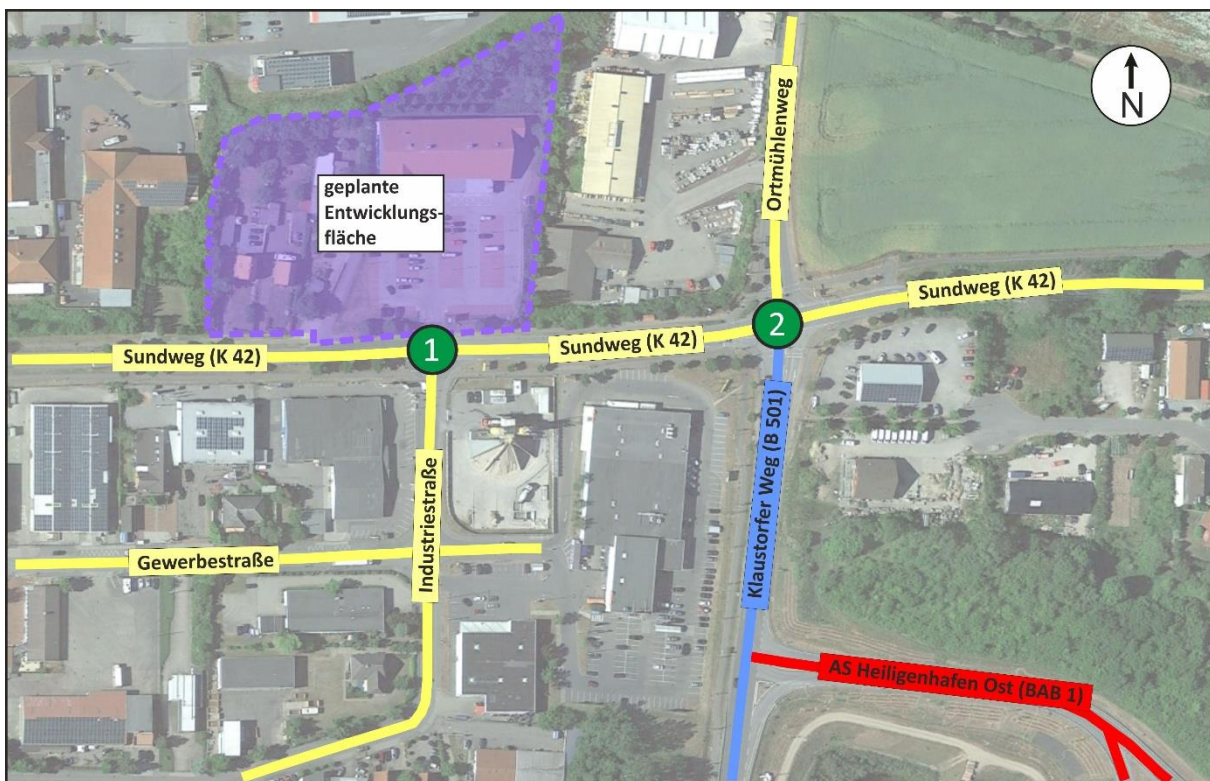 N
Ortmühlenweg
geplante
Entwicklungs-
fläche
Sundweg (K 42)
2
1
Sundweg (K 42)
Sundweg (K 42)
Klaustorfer Weg (B 501)
Industriestraße
Gewerbestraße
AS Heiligenhafen Ost (BAB 1)